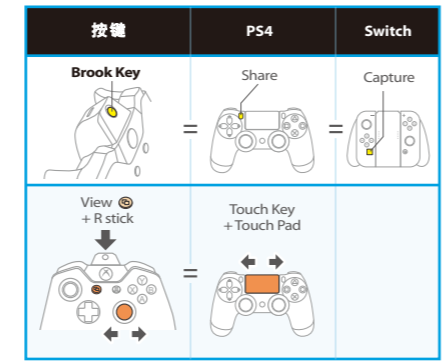 按键
PS4
Switch
Brook Key
Share
Capture
=
=
View
+ R stick
Touch Key
+ Touch Pad
=
X
Y
B
A